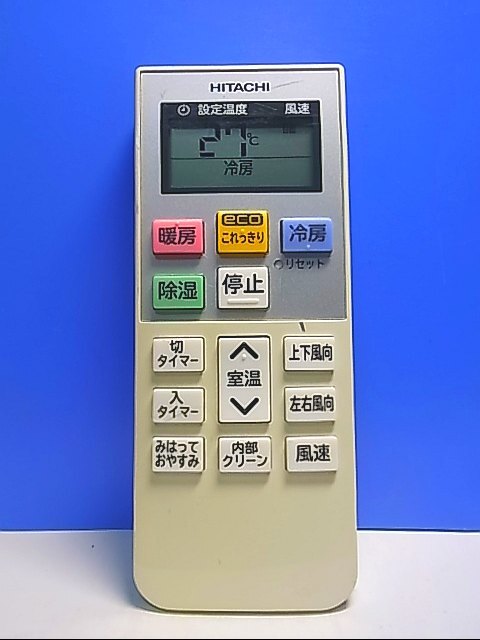 HITACHI
設定温度 風速
27℃
冷房
暖房
eco
これっきり
冷房
リセット
除湿
停止
切
タイマー
室温
上下風向
入
タイマー
左右風向
みはって
おやすみ
内部
クリーン
風速